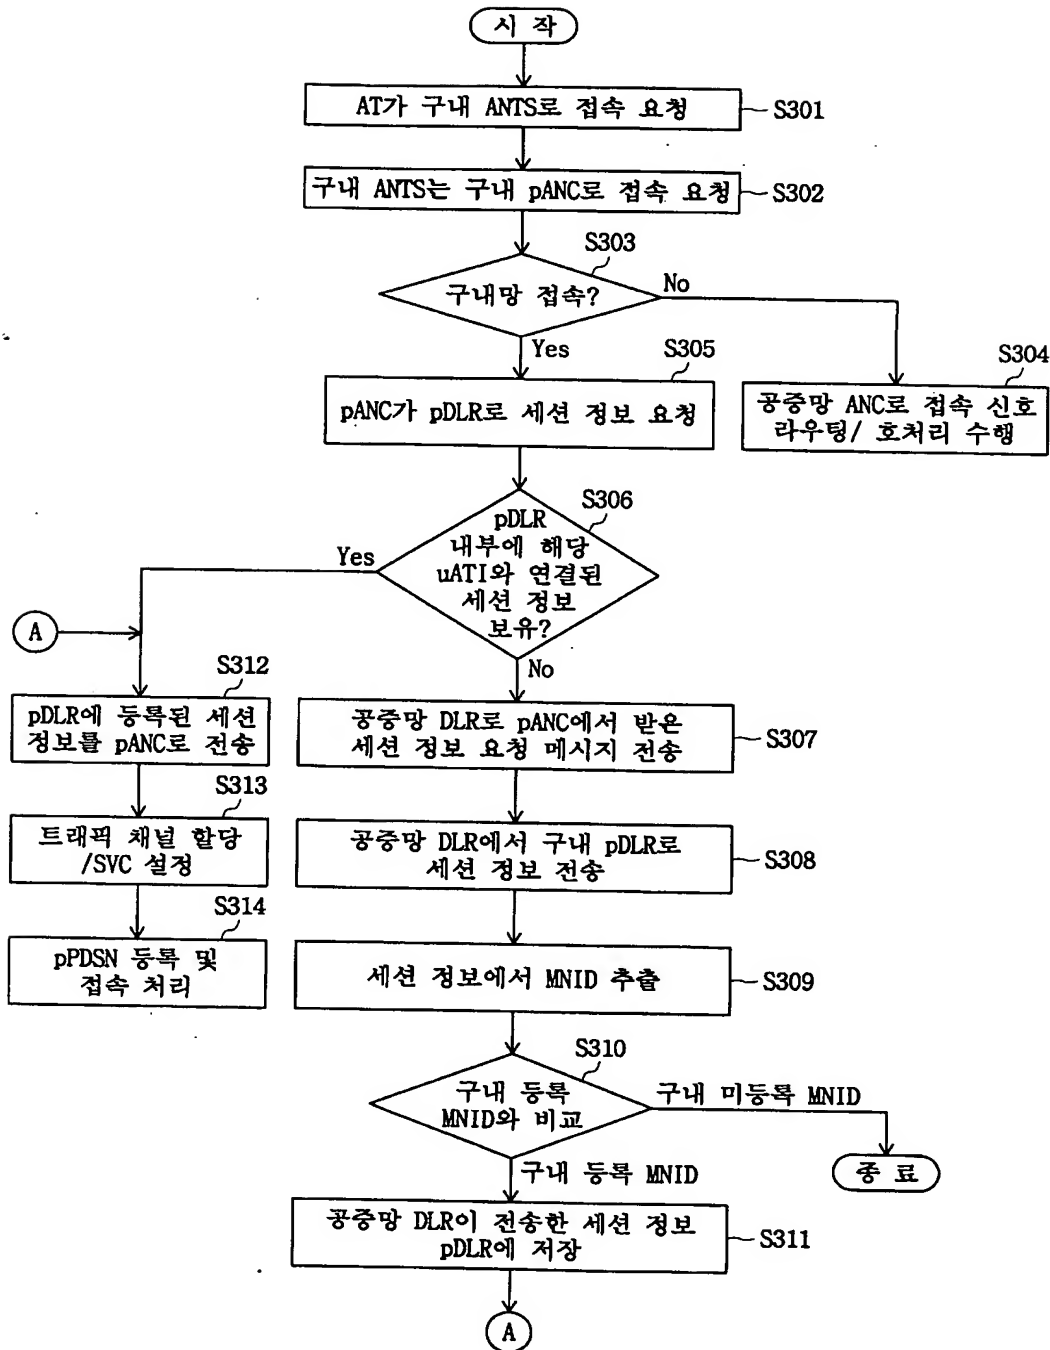 시 작
AT가 구내 ANTS로 접속 요청
S301
구내 ANTS는 구내 pANC로 접속 요청
S302
S303
구내망 접속?
No
Yes
S305
pANC가 pDLR로 세션 정보 요청
S304
공중망 ANC로 접속 신호
라우팅/ 호처리 수행
S306
pDLR
내부에 해당
uATI와 연결된
세션 정보
보유?
Yes
No
A
S312
pDLR에 등록된 세션
정보를 pANC로 전송
공중망 DLR로 pANC에서 받은
세션 정보 요청 메시지 전송
S307
S313
트래픽 채널 할당
/SVC 설정
공중망 DLR에서 구내 pDLR로
세션 정보 전송
S308
S314
pPDSN 등록 및
접속 처리
세션 정보에서 MNID 추출
S309
S310
구내 등록
MNID와 비교
구내 미등록 MNID
종 료
구내 등록 MNID
공중망 DLR이 전송한 세션 정보
pDLR에 저장
S311
A